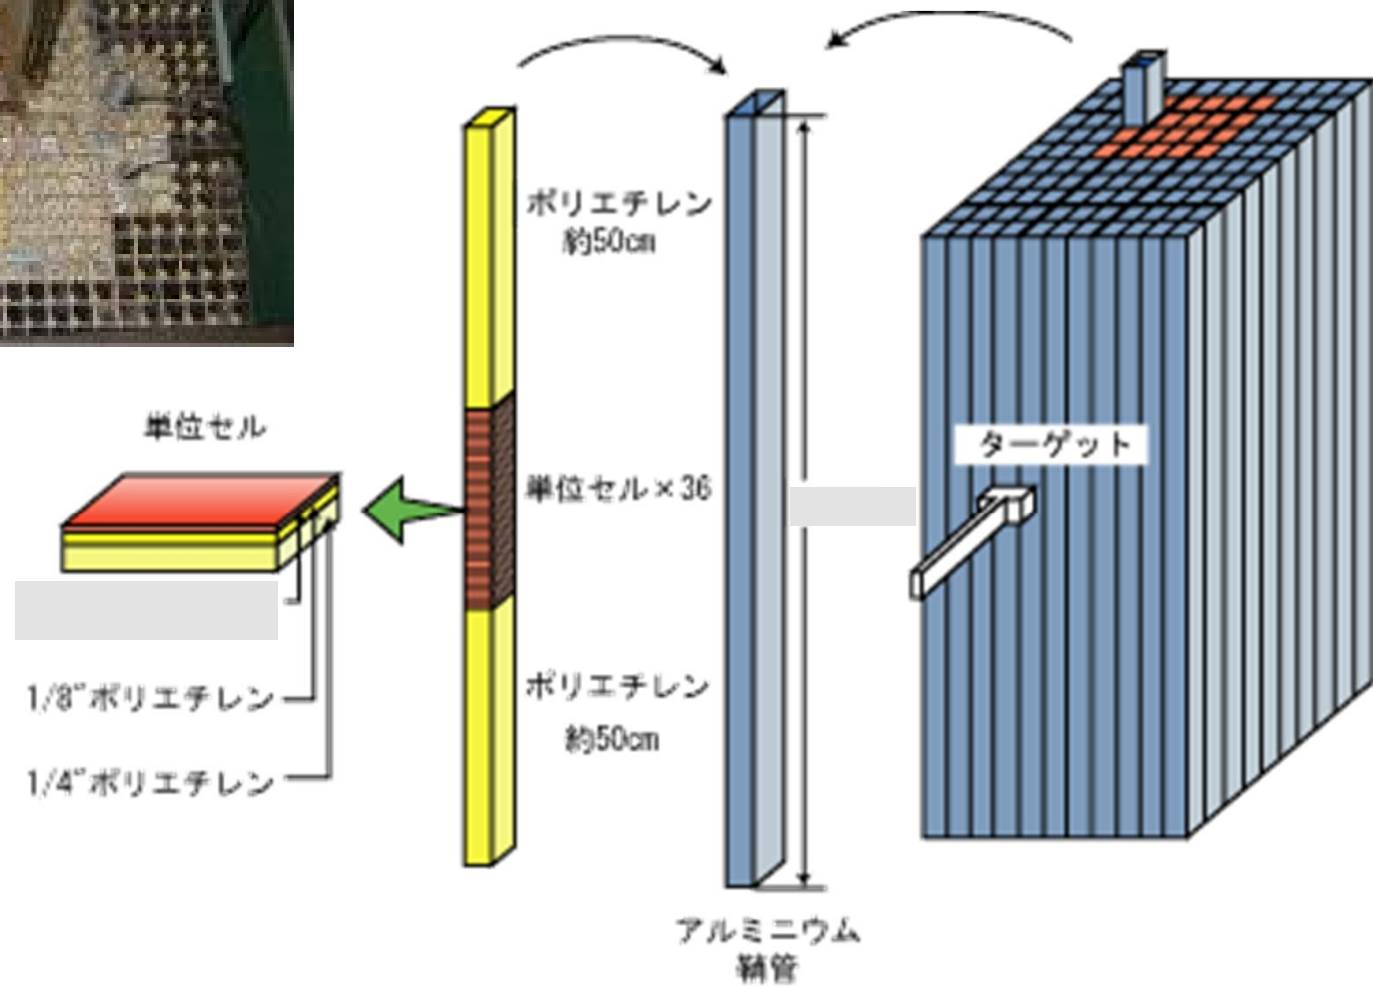 ポリエチレン
約50cm
単位セル
ターゲット
単位セル×36
1/8"ポリエチレン
ポリエチレン
約50cm
1/4"ポリエチレン
アルミニウム
鞘管